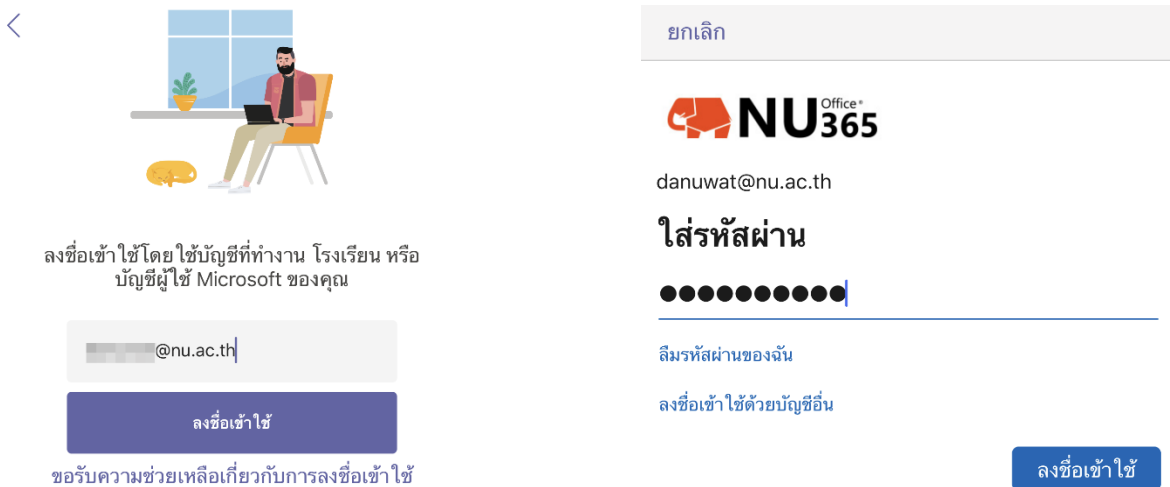 ลงชื่อเข้าใช้โดยใช้บัญชีที่ทำงาน โรงเรียน หรือ
บัญชีผู้ใช้ Microsoft ของคุณ
@nu.ac.th
ลงชื่อเข้าใช้
ขอรับความช่วยเหลือเกี่ยวกับการลงชื่อเข้าใช้
ยกเลิก
NU Office 365
danuwat@nu.ac.th
ใส่รหัสผ่าน
●●●●●●●●●●
ลืมรหัสผ่านของฉัน
ลงชื่อเข้าใช้ด้วยบัญชีอื่น
ลงชื่อเข้าใช้